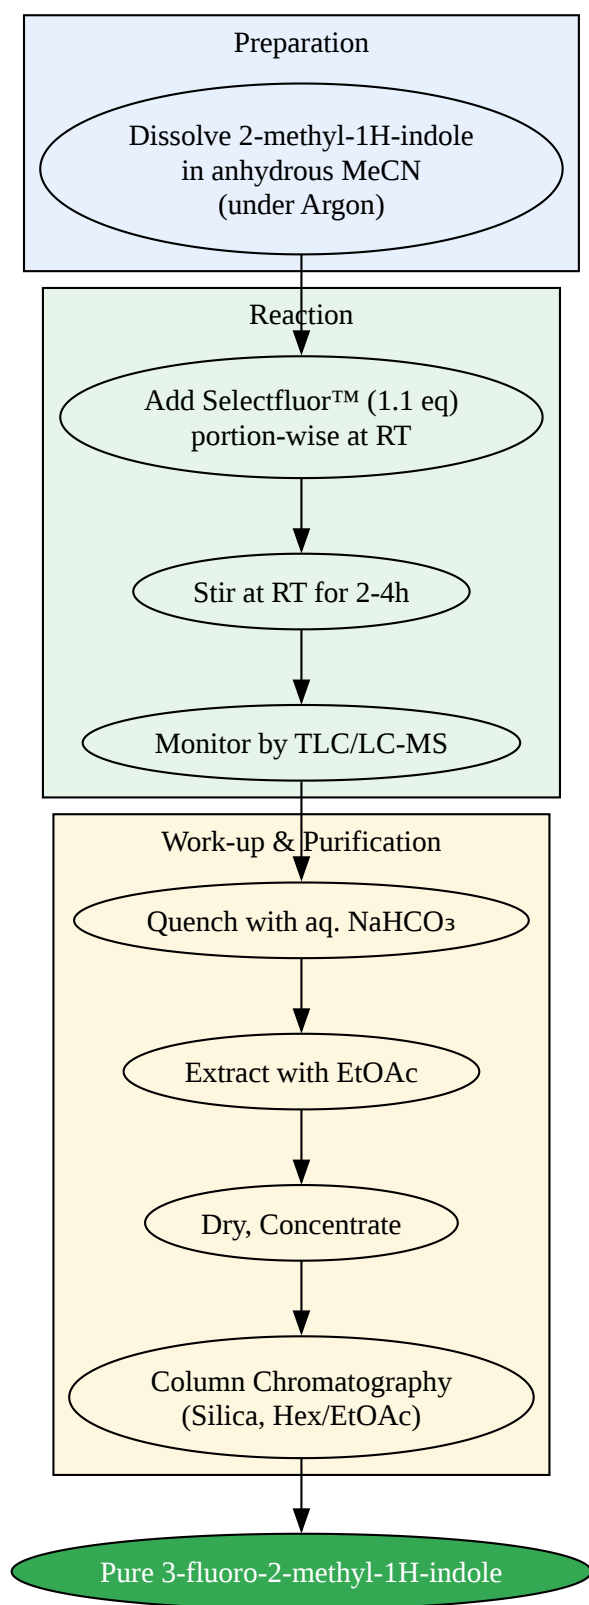 Preparation
Dissolve 2-methyl-1H-indole
in anhydrous MeCN
(under Argon)
Reaction
Add Selectfluor™ (1.1 eq)
portion-wise at RT
Stir at RT for 2-4h
Monitor by TLC/LC-MS
Work-up & Purification
Quench with aq. NaHCO₃
Extract with EtOAc
Dry, Concentrate
Column Chromatography
(Silica, Hex/EtOAc)
Pure 3-fluoro-2-methyl-1H-indole